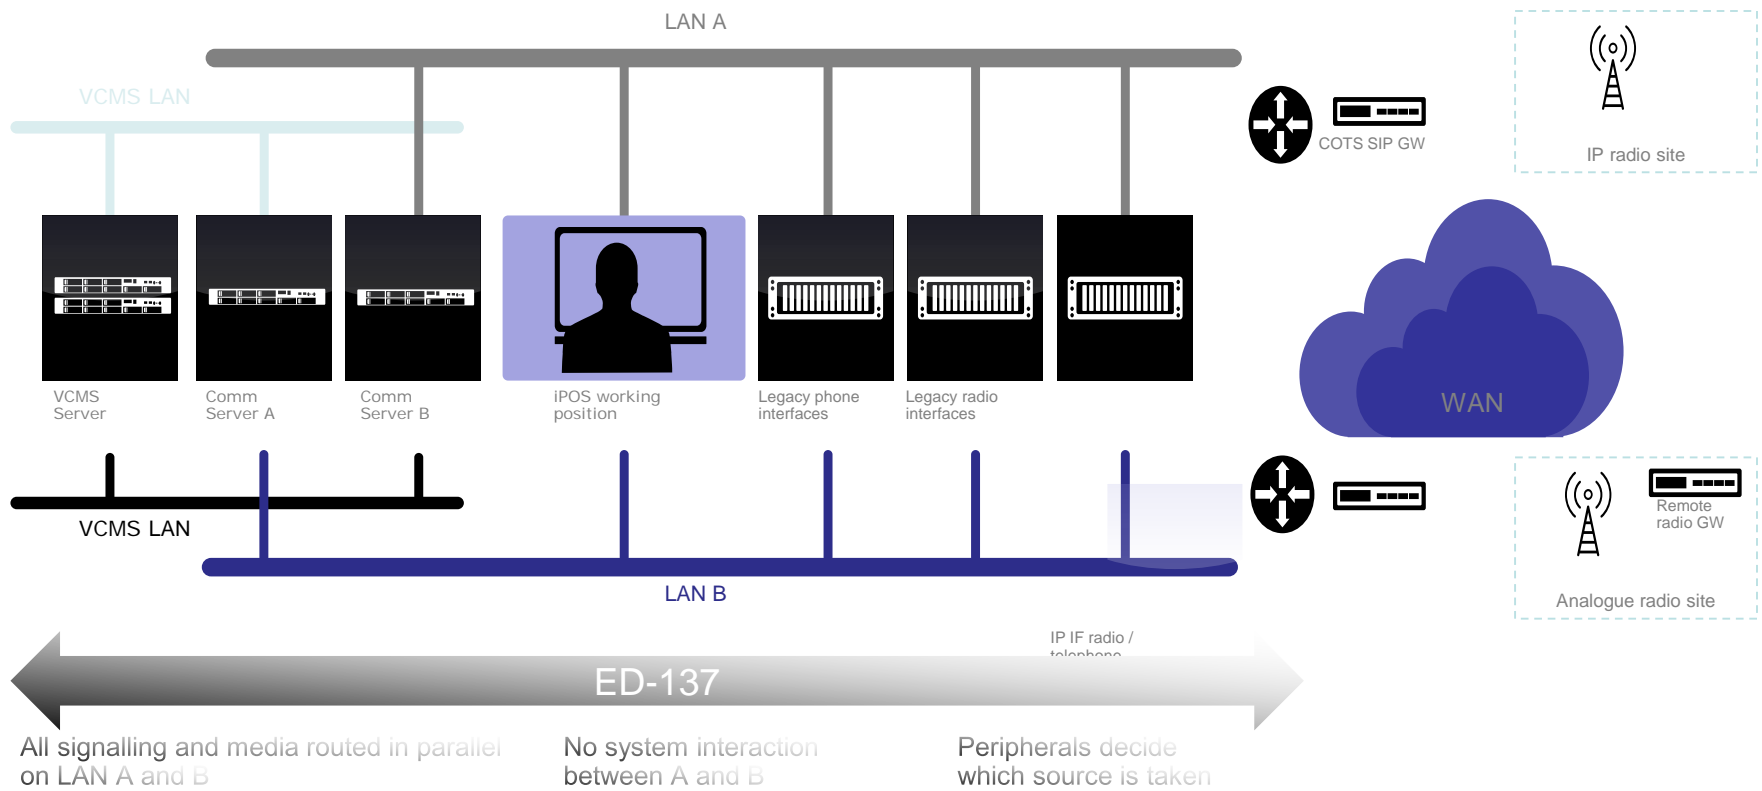 LAN A
VCMS LAN
COTS SIP GW
IP radio site
VCMS
Server
Comm
Server A
Comm
Server B
iPOS working
position
Legacy phone
interfaces
Legacy radio
interfaces
WAN
VCMS LAN
Remote
radio GW
LAN B
Analogue radio site
IP IF radio /
telephone
ED-137
All signalling and media routed in parallel
on LAN A and B
No system interaction
between A and B
Peripherals decide
which source is taken